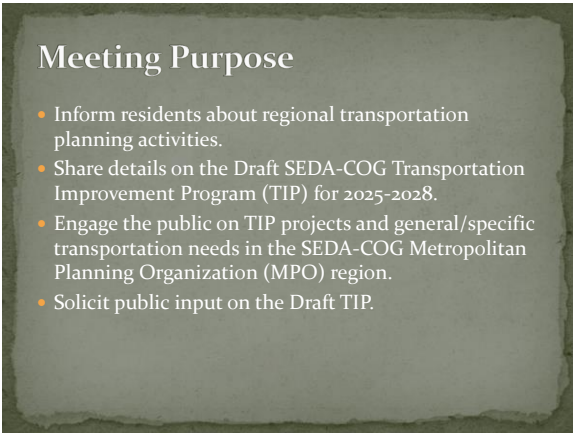 Meeting Purpose
• Inform residents about regional transportation
planning activities.
• Share details on the Draft SEDA-COG Transportation
Improvement Program (TIP) for 2025-2028.
• Engage the public on TIP projects and general/specific
transportation needs in the SEDA-COG Metropolitan
Planning Organization (MPO) region.
• Solicit public input on the Draft TIP.